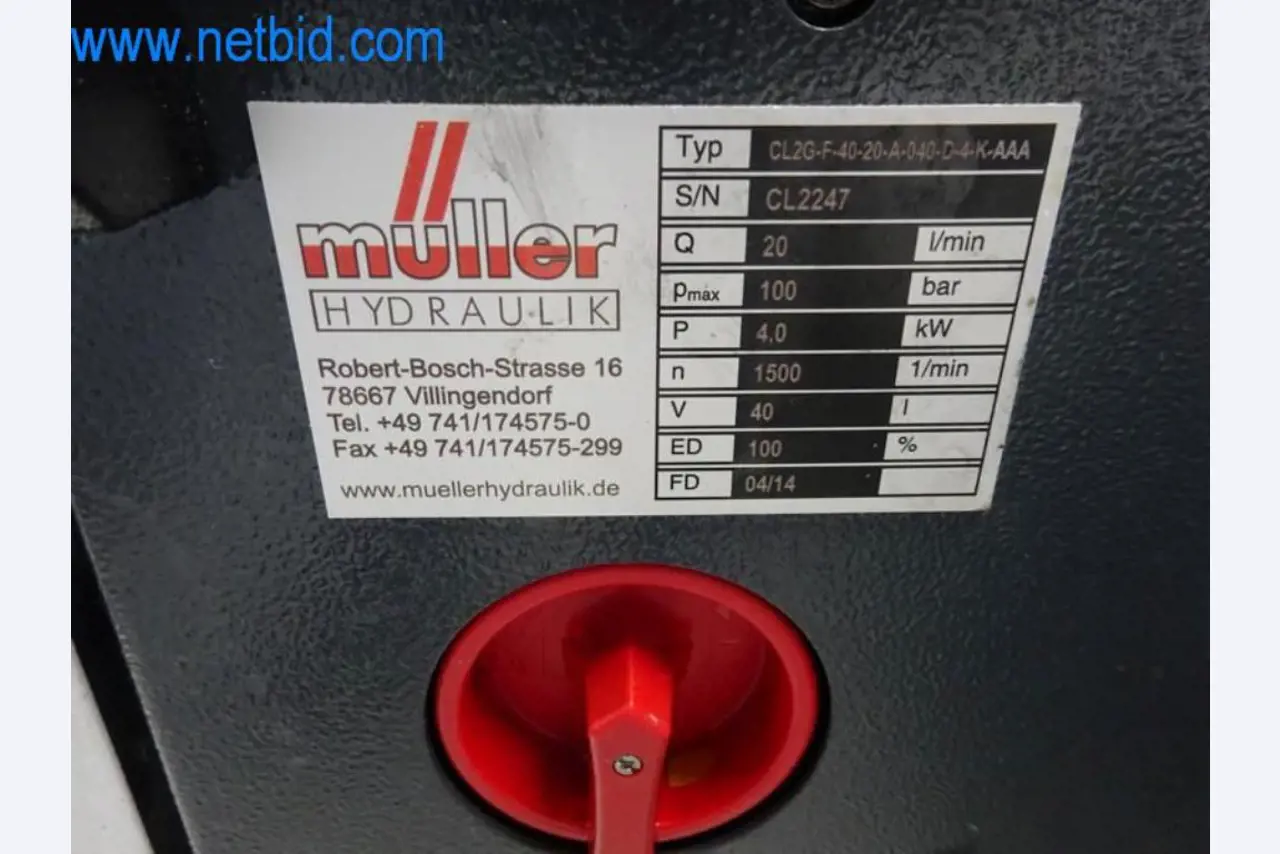 www.netbid.com
müller
HYDRAULIK
Robert-Bosch-Strasse 16
78667 Villingendorf
Tel. +49 741/174575-0
Fax +49 741/174575-299
www.muellerhydraulik.de
Typ CL2G-F-40-20-A-040-D-4-K-AAA
S/N CL2247
Q 20 l/min
pmax 100 bar
P 4,0 kW
n 1500 1/min
V 40 l
ED 100 %
FD 04/14